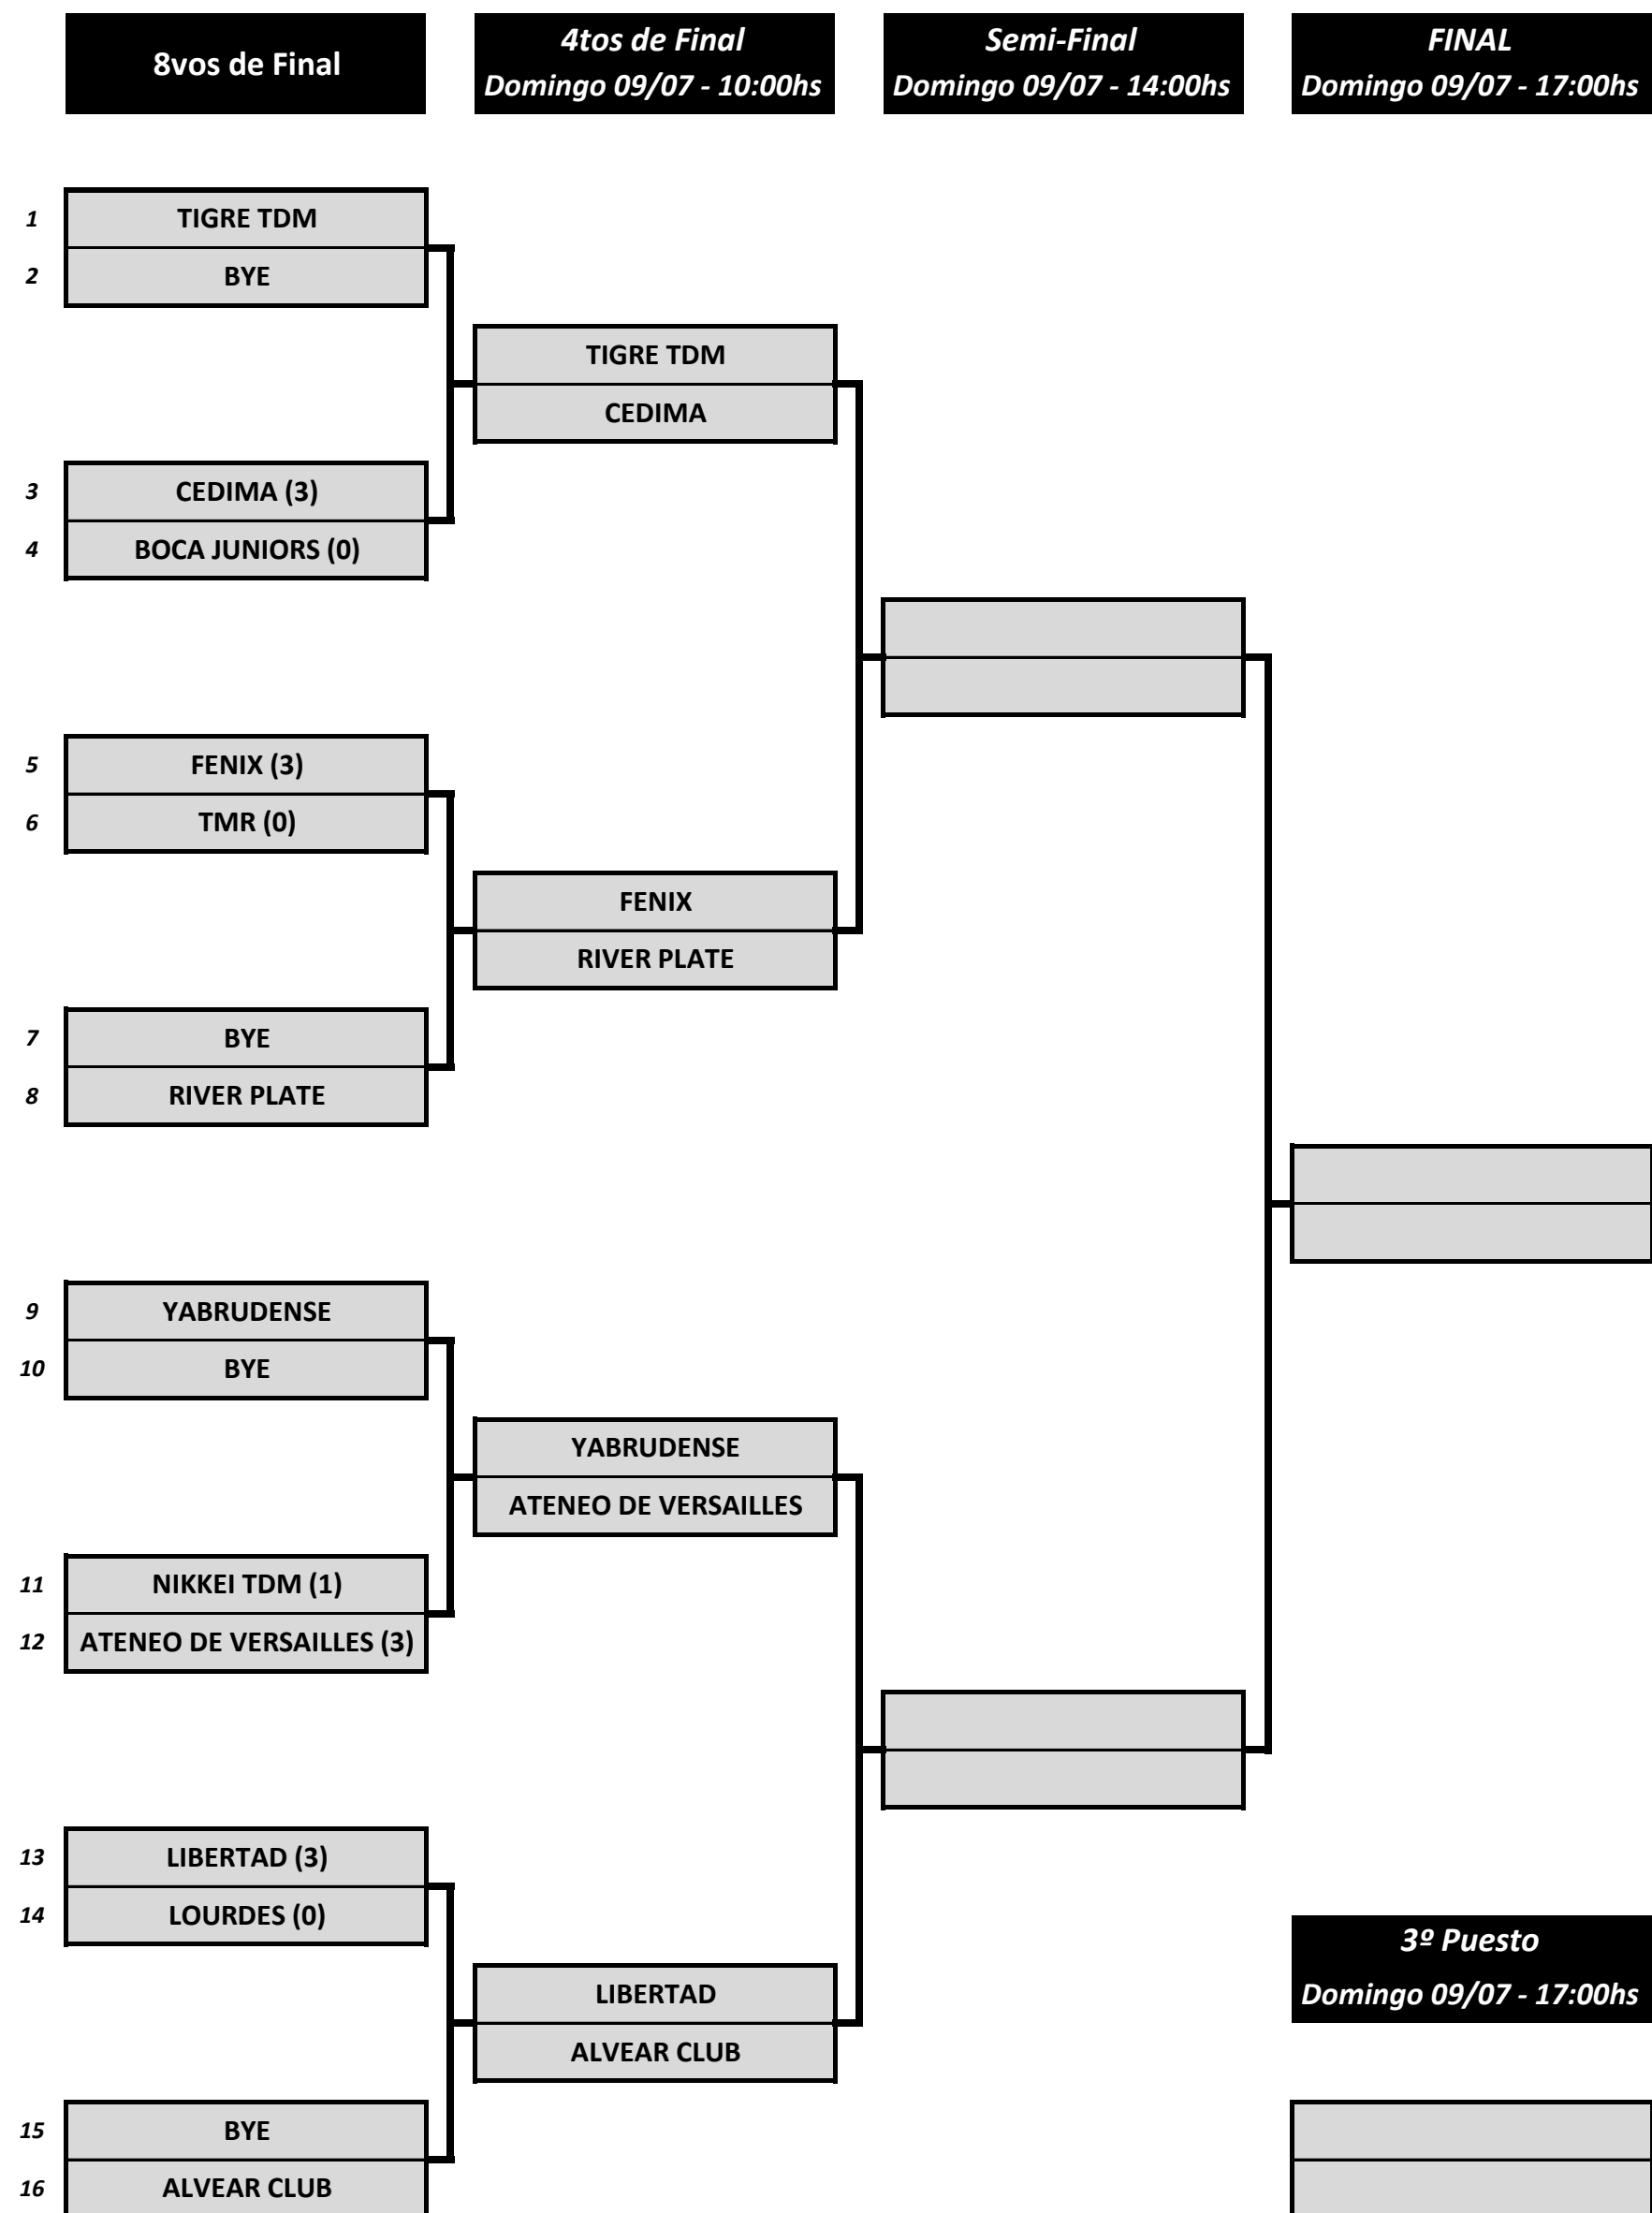 8vos de Final
4tos de Final
Domingo 09/07 - 10:00hs
Semi-Final
Domingo 09/07 - 14:00hs
FINAL
Domingo 09/07 - 17:00hs
1 TIGRE TDM
2 BYE
TIGRE TDM
CEDIMA
3 CEDIMA (3)
4 BOCA JUNIORS (0)
5 FENIX (3)
6 TMR (0)
FENIX
RIVER PLATE
7 BYE
8 RIVER PLATE
9 YABRUDENSE
10 BYE
YABRUDENSE
ATENEO DE VERSAILLES
11 NIKKEI TDM (1)
12 ATENEO DE VERSAILLES (3)
13 LIBERTAD (3)
14 LOURDES (0)
3º Puesto
Domingo 09/07 - 17:00hs
LIBERTAD
ALVEAR CLUB
15 BYE
16 ALVEAR CLUB